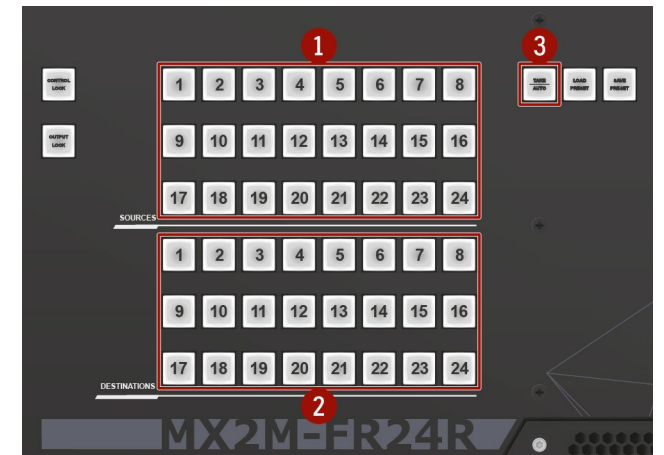 1 3
CONTROL LOCK 1 2 3 4 5 6 7 8 TAKE AUTO LOAD PRESET SAVE PRESET
OUTPUT LOCK 9 10 11 12 13 14 15 16
17 18 19 20 21 22 23 24
SOURCES
1 2 3 4 5 6 7 8
9 10 11 12 13 14 15 16
17 18 19 20 21 22 23 24
DESTINATIONS
2
MX2M-FR24R